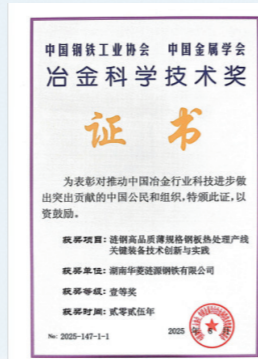 中国钢铁工业协会 中国金属学会
冶金科学技术奖
证书
为表彰对推动中国冶金行业科技进步做
出突出贡献的中国公民和组织，特颁此证，以
资鼓励。
获奖项目：涟钢高品质薄规格钢板热处理产线
关键装备技术创新与实践
获奖单位：湖南华菱涟源钢铁有限公司
获奖等级：壹等奖
获奖时间：贰零贰伍年
No: 2025-147-1-1
2025